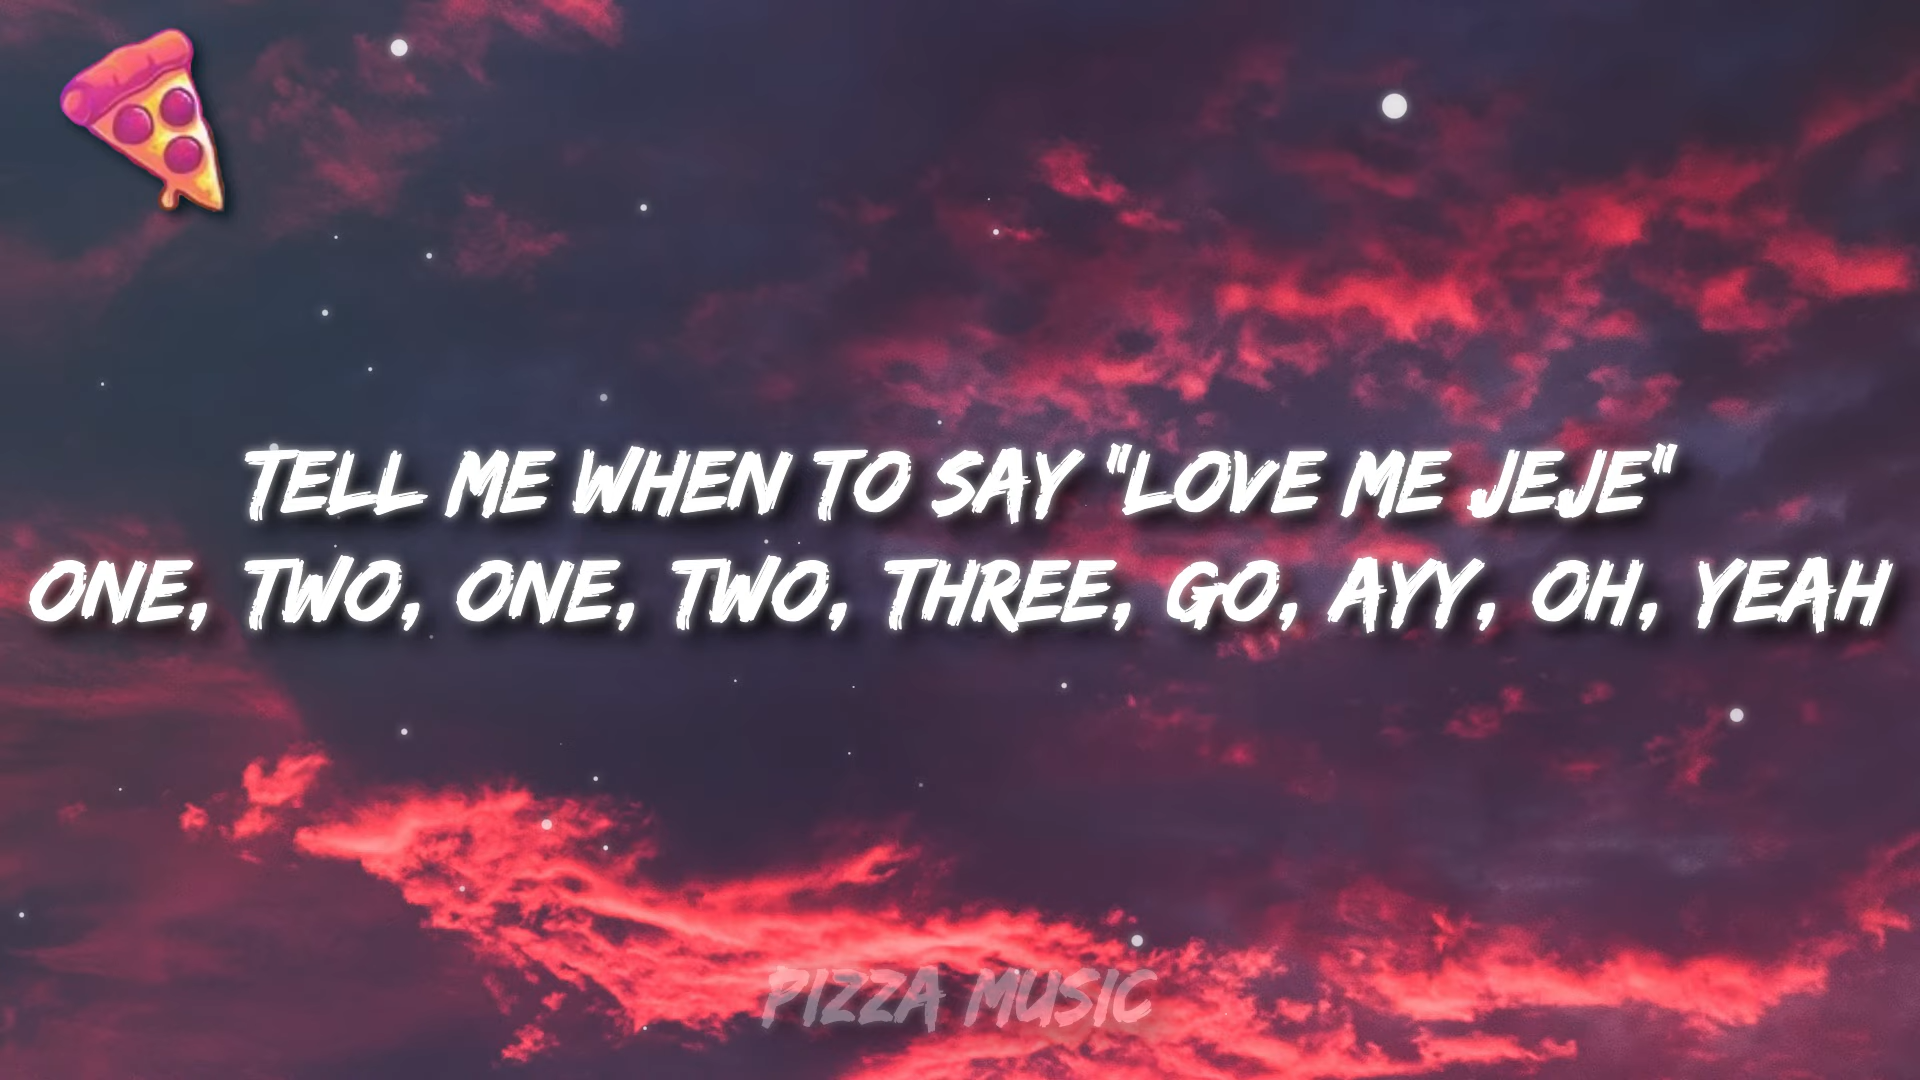 TELL ME WHEN TO SAY "LOVE ME JEJE"
ONE, TWO, ONE, TWO, THREE, GO, AYY, OH, YEAH
PIZZA MUSIC